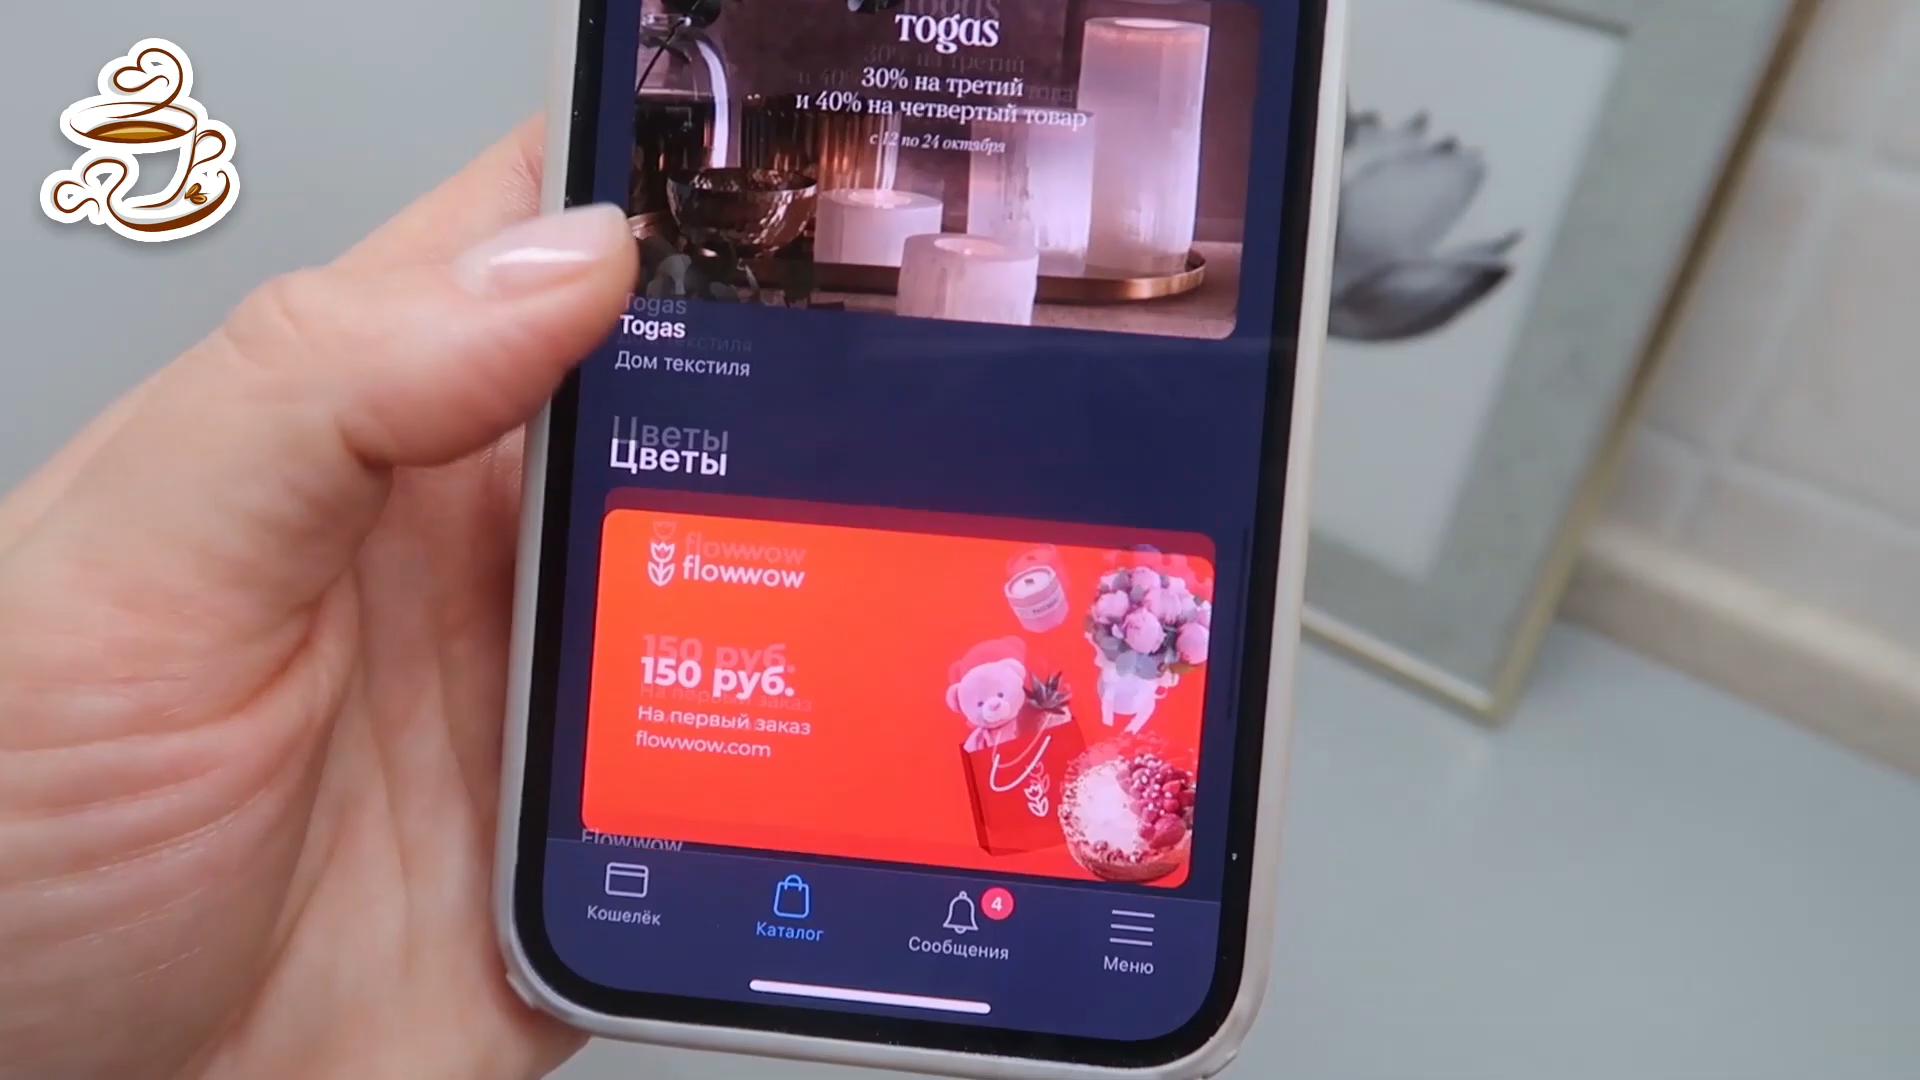 Togas
30% на третий
и 40% на четвертый товар
с 12 по 24 октября
Togas
Дом текстиля
Цветы
flowwow
150 руб.
На первый заказ
flowwow.com
Flowwow
Кошелёк
Каталог
4
Сообщения
Меню